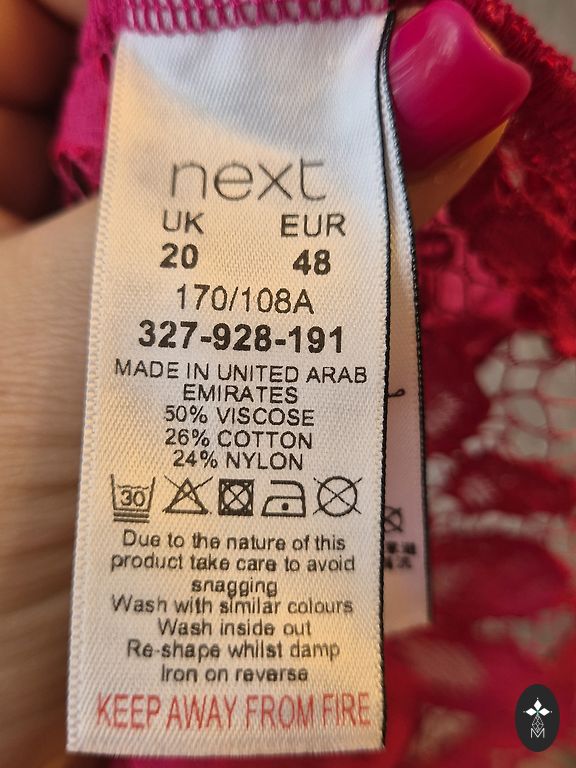 next
UK EUR
20 48
170/108A
327-928-191
MADE IN UNITED ARAB
EMIRATES
50% VISCOSE
26% COTTON
24% NYLON
30
Due to the nature of this
product take care to avoid
snagging
Wash with similar colours
Wash inside out
Re-shape whilst damp
Iron on reverse
KEEP AWAY FROM FIRE